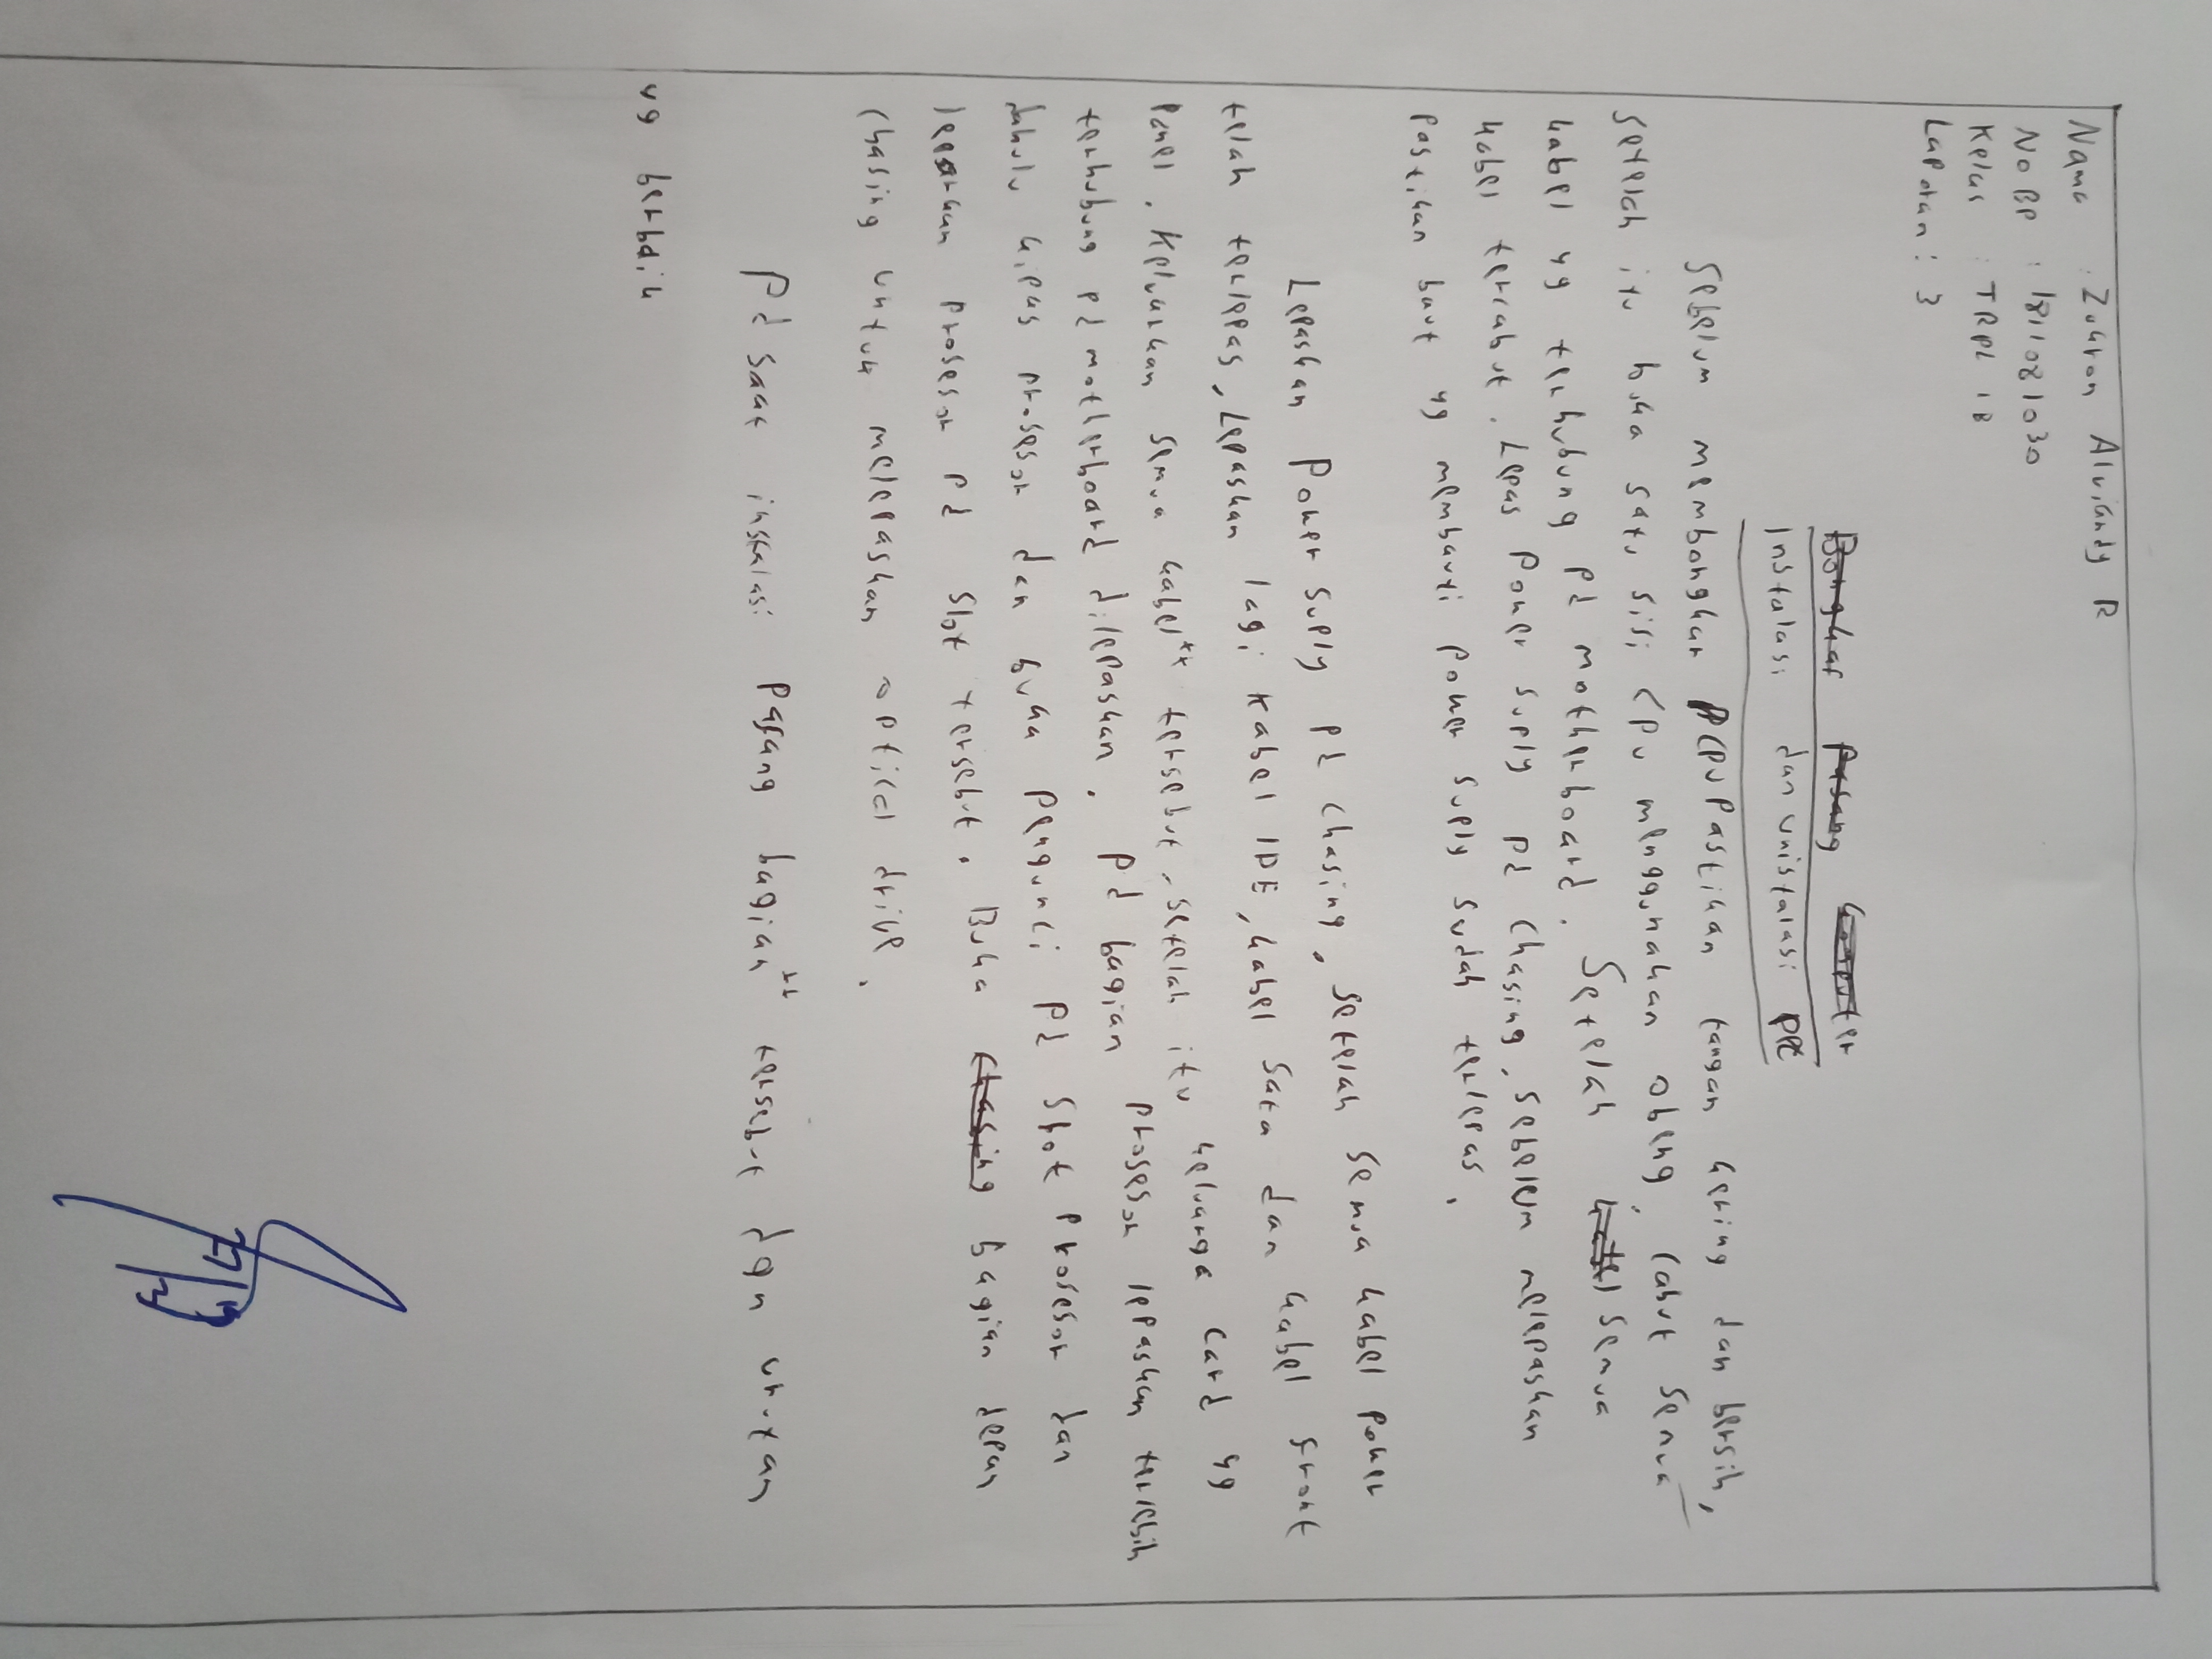 Nama : Zukron Alviandy R
No BP : 1811081030
Kelas : TRPL 1B
Laporan : 3
Bongkar Pasang Komputer
Instalasi dan unistalasi PC
Sebelum membongkar CPU Pastikan tangan kering dan bersih,
setelah itu buka satu sisi CPU menggunakan obeng, Cabut semua
kabel yg terhubung pd motherboard. Setelah kabel semua
kabel tercabut. Lepas Power Suply pd Chasing, sebelum melepaskan
pastikan baut yg membauti power suply sudah terlepas.
Lepaskan Power Suply pd Chasing, setelah semua kabel power
telah terlepas, Lepaskan lagi Kabel IDE, kabel Sata dan kabel front
panel. Keluarkan semua kabel** tersebut. setelah itu keluarga Card yg
terhubung pd motherboard dilepaskan. Pd bagian prosesor lepaskan terlebih
dahulu kipas prosesor dan buka pengunci pd Slot Prosesor dan
leparkan prosesor pd Slot tersebut. Buka chasing bagian depan
Chasing untuk melepaskan optical drive.
Pd saat instalasi Pasang bagian** tersebut dgn urutan
yg berbaik
27/3 19